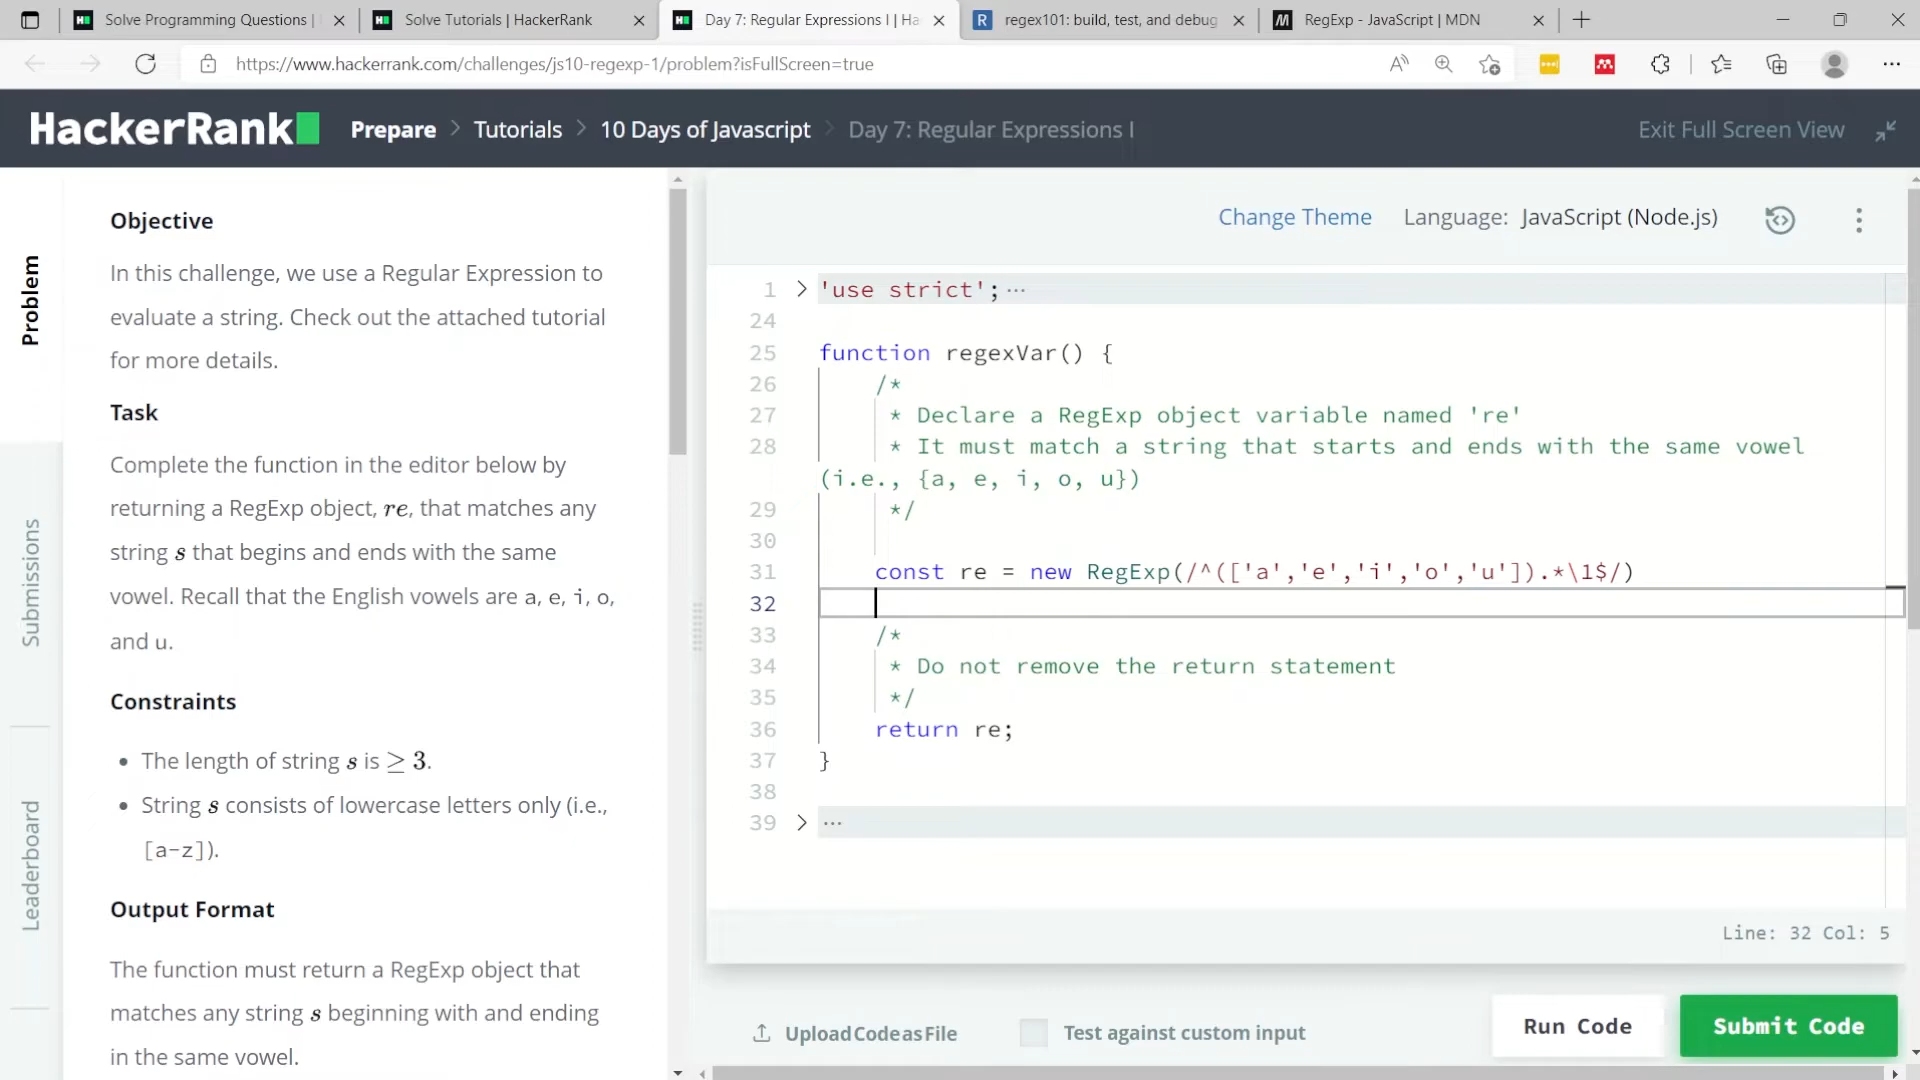 Solve Programming Questions |
Solve Tutorials | HackerRank
Day 7: Regular Expressions I | Ha
regex101: build, test, and debug
RegExp - JavaScript | MDN
https://www.hackerrank.com/challenges/js10-regexp-1/problem?isFullScreen=true
HackerRank
Prepare > Tutorials > 10 Days of Javascript > Day 7: Regular Expressions I
Exit Full Screen View
Problem
Submissions
Leaderboard
Objective
In this challenge, we use a Regular Expression to
evaluate a string. Check out the attached tutorial
for more details.
Task
Complete the function in the editor below by
returning a RegExp object, re, that matches any
string s that begins and ends with the same
vowel. Recall that the English vowels are a, e, i, o,
and u.
Constraints
• The length of string s is ≥ 3.
• String s consists of lowercase letters only (i.e.,
[a-z]).
Output Format
The function must return a RegExp object that
matches any string s beginning with and ending
in the same vowel.
Change Theme
Language: JavaScript (Node.js)
1 > 'use strict'; ···
24
25 function regexVar() {
26 /*
27 * Declare a RegExp object variable named 're'
28 * It must match a string that starts and ends with the same vowel
(i.e., {a, e, i, o, u})
29 */
30
31 const re = new RegExp(/^(['a','e','i','o','u']).*\1$/)
32
33 /*
34 * Do not remove the return statement
35 */
36 return re;
37 }
38
39 > ···
Line: 32 Col: 5
Upload Code as File
Test against custom input
Run Code
Submit Code